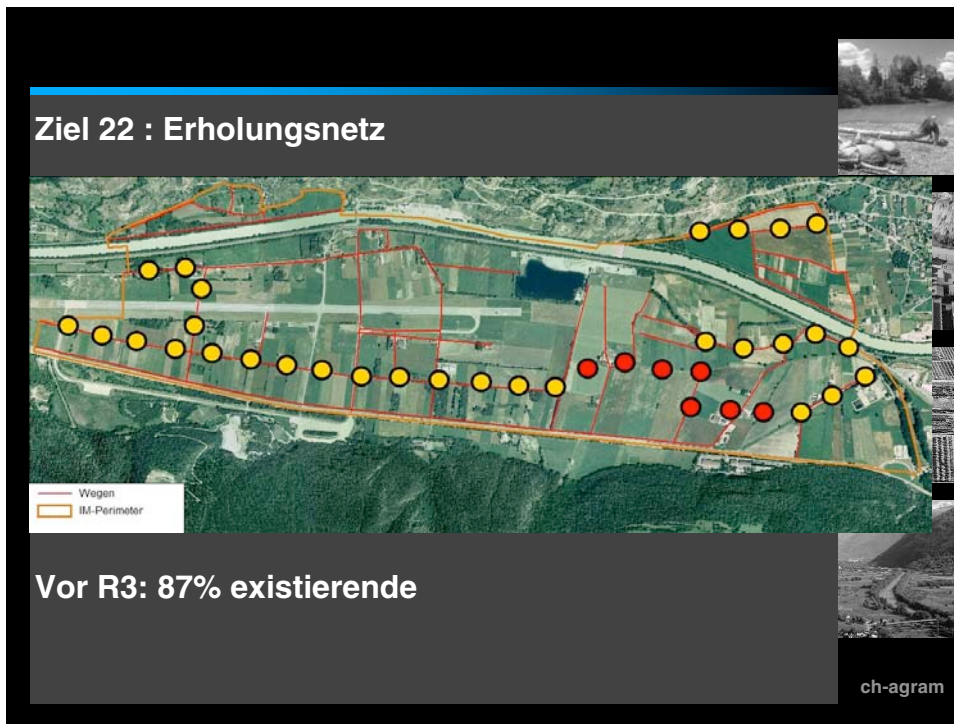 Ziel 22 : Erholungsnetz
Wegen
IM-Perimeter
Vor R3: 87% existierende
ch-agram